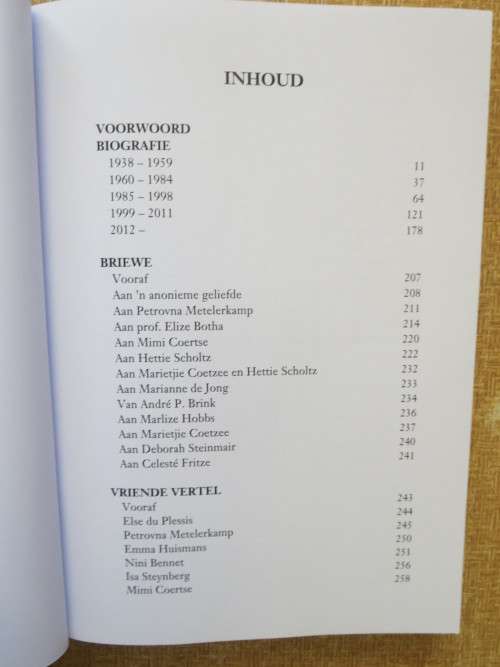 INHOUD
VOORWOORD
BIOGRAFIE
1938 – 1959 11
1960 – 1984 37
1985 – 1998 64
1999 – 2011 121
2012 – 178
BRIEWE
Vooraf 207
Aan 'n anonieme geliefde 208
Aan Petrovna Metelerkamp 211
Aan prof. Elize Botha 214
Aan Mimi Coertse 220
Aan Hettie Scholtz 222
Aan Marietjie Coetzee en Hettie Scholtz 232
Aan Marianne de Jong 233
Van André P. Brink 234
Aan Marlize Hobbs 236
Aan Marietjie Coetzee 237
Aan Deborah Steinmair 240
Aan Celesté Fritze 241
VRIENDE VERTEL
Vooraf 243
Else du Plessis 244
Petrovna Metelerkamp 245
Emma Huismans 250
Nini Bennet 251
Isa Steynberg 256
Mimi Coertse 258